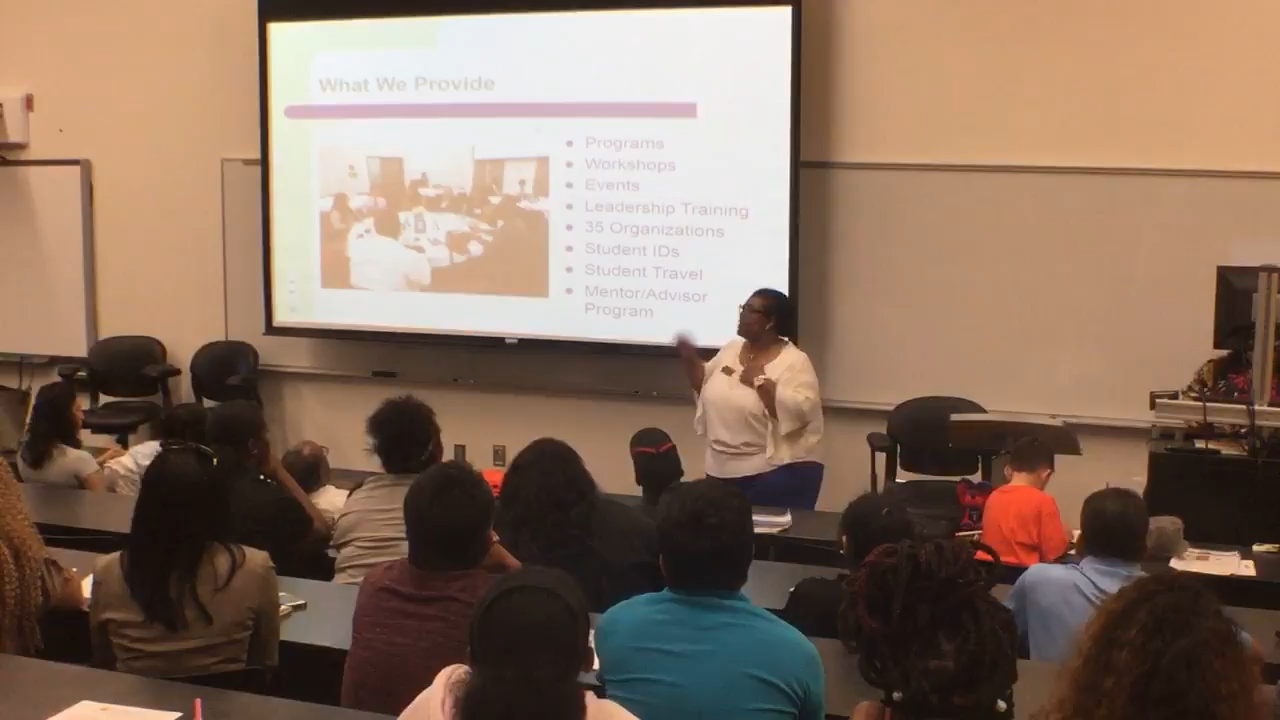 What We Provide
Programs
Workshops
Events
Leadership Training
35 Organizations
Student IDs
Student Travel
Mentor/Advisor
Program